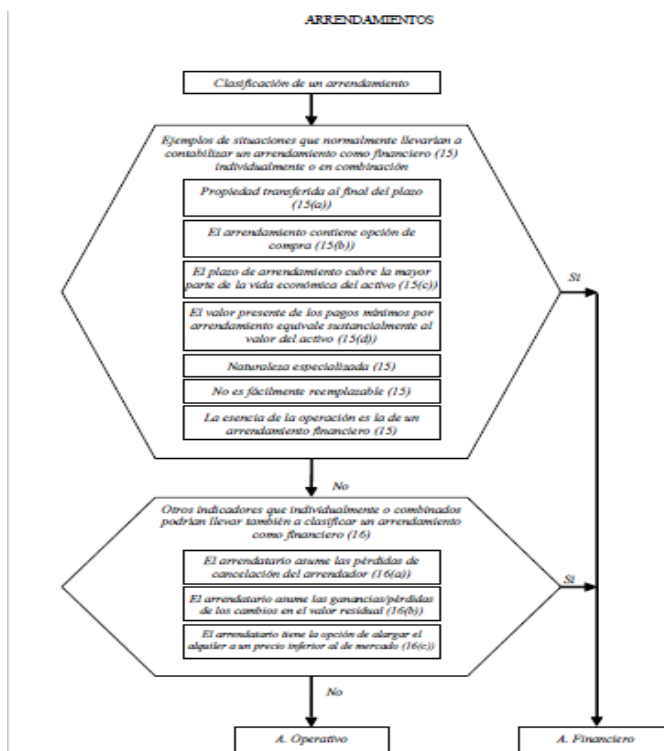 ARRENDAMIENTOS
Clasificación de un arrendamiento
Ejemplos de situaciones que normalmente llevarían a
contabilizar un arrendamiento como financiero (15)
individualmente o en combinación
Propiedad transferida al final del plazo
(15(a))
El arrendamiento contiene opción de
compra (15(b))
El plazo de arrendamiento cubre la mayor
parte de la vida económica del activo (15(c))
Si
El valor presente de los pagos mínimos por
arrendamiento equivale sustancialmente al
valor del activo (15(d))
Naturaleza especializada (15)
No es fácilmente reemplazable (15)
La esencia de la operación es la de un
arrendamiento financiero (15)
No
Otros indicadores que individualmente o combinados
podrían llevar también a clasificar un arrendamiento
como financiero (16)
El arrendatario asume las pérdidas de
cancelación del arrendador (16(a))
Si
El arrendatario asume las ganancias/pérdidas
de los cambios en el valor residual (16(b))
El arrendatario tiene la opción de alargar el
alquiler a un precio inferior al de mercado (16(c))
No
A. Operativo
A. Financiero